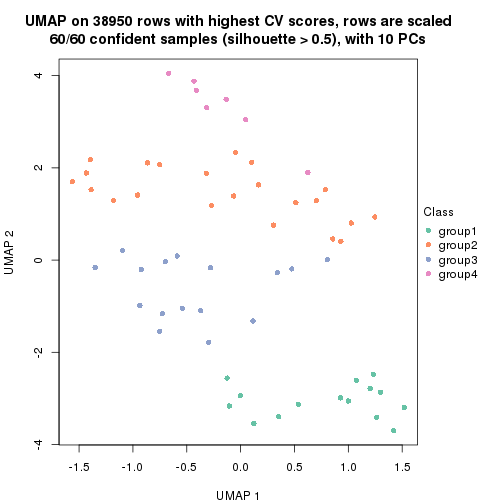 UMAP on 38950 rows with highest CV scores, rows are scaled
60/60 confident samples (silhouette > 0.5), with 10 PCs
4
2
0
-2
-4
UMAP 2
-1.5
-1.0
-0.5
0.0
0.5
1.0
1.5
UMAP 1
Class
group1
group2
group3
group4